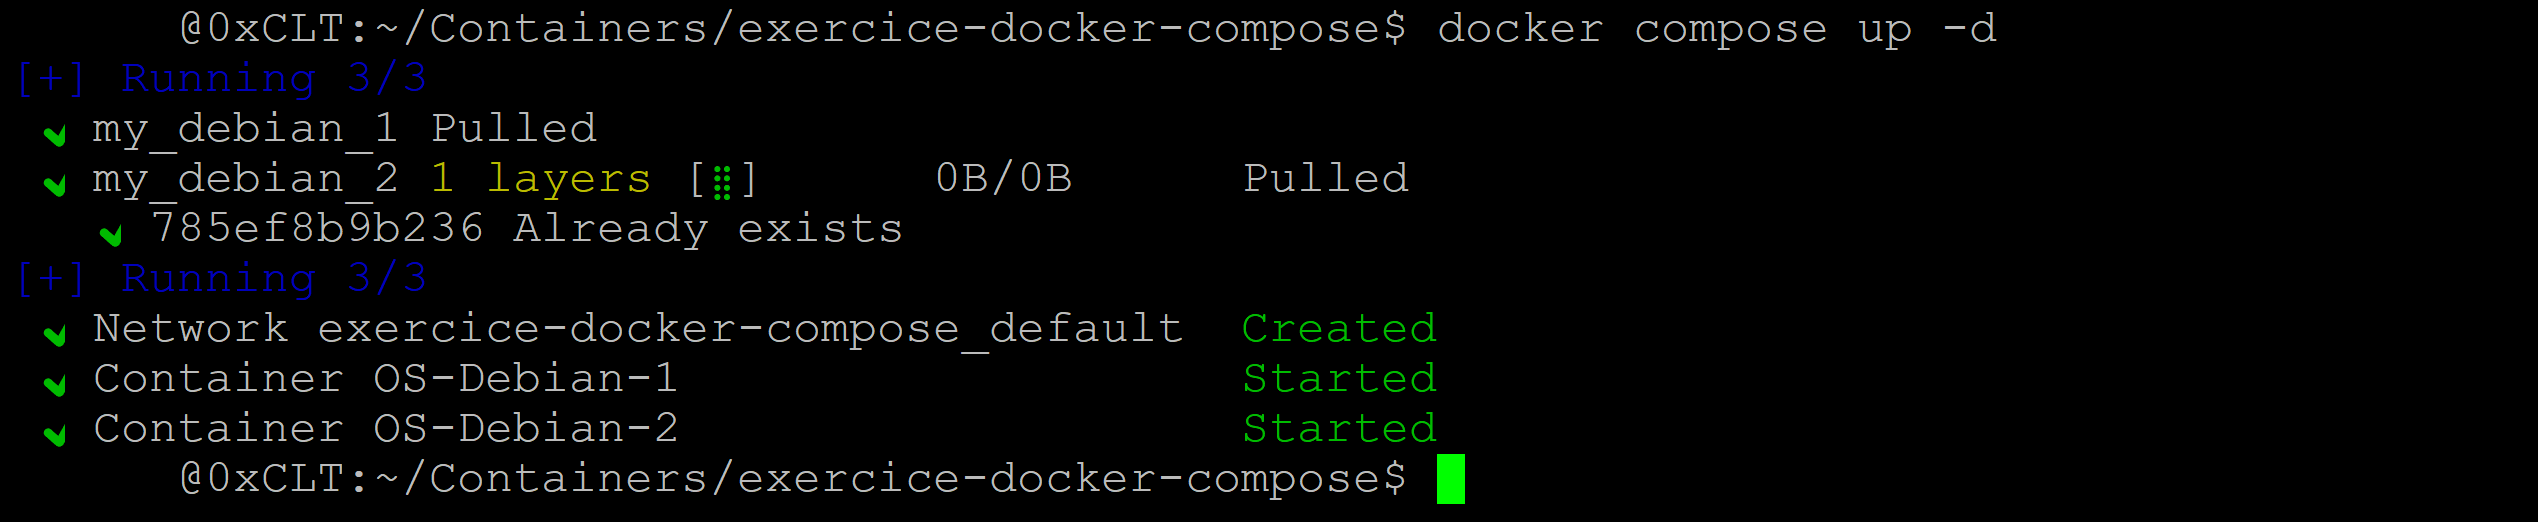 @0xCLT:~/Containers/exercice-docker-compose$ docker compose up -d
[+] Running 3/3
✔ my_debian_1 Pulled
✔ my_debian_2 1 layers [⣿] 0B/0B Pulled
✔ 785ef8b9b236 Already exists
[+] Running 3/3
✔ Network exercice-docker-compose_default Created
✔ Container OS-Debian-1 Started
✔ Container OS-Debian-2 Started
@0xCLT:~/Containers/exercice-docker-compose$